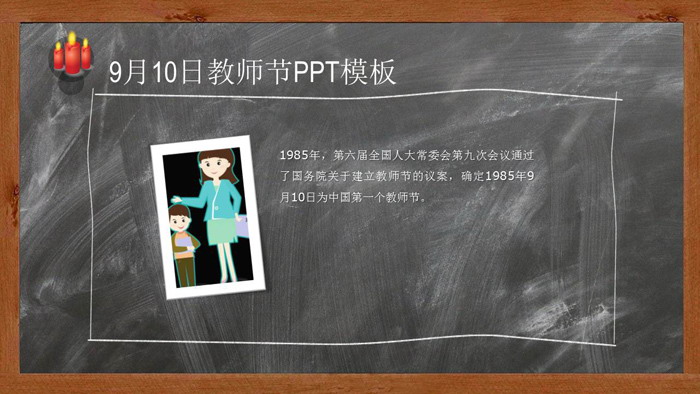 9月10日教师节PPT模板
1985年，第六届全国人大常委会第九次会议通过
了国务院关于建立教师节的议案，确定1985年9
月10日为中国第一个教师节。